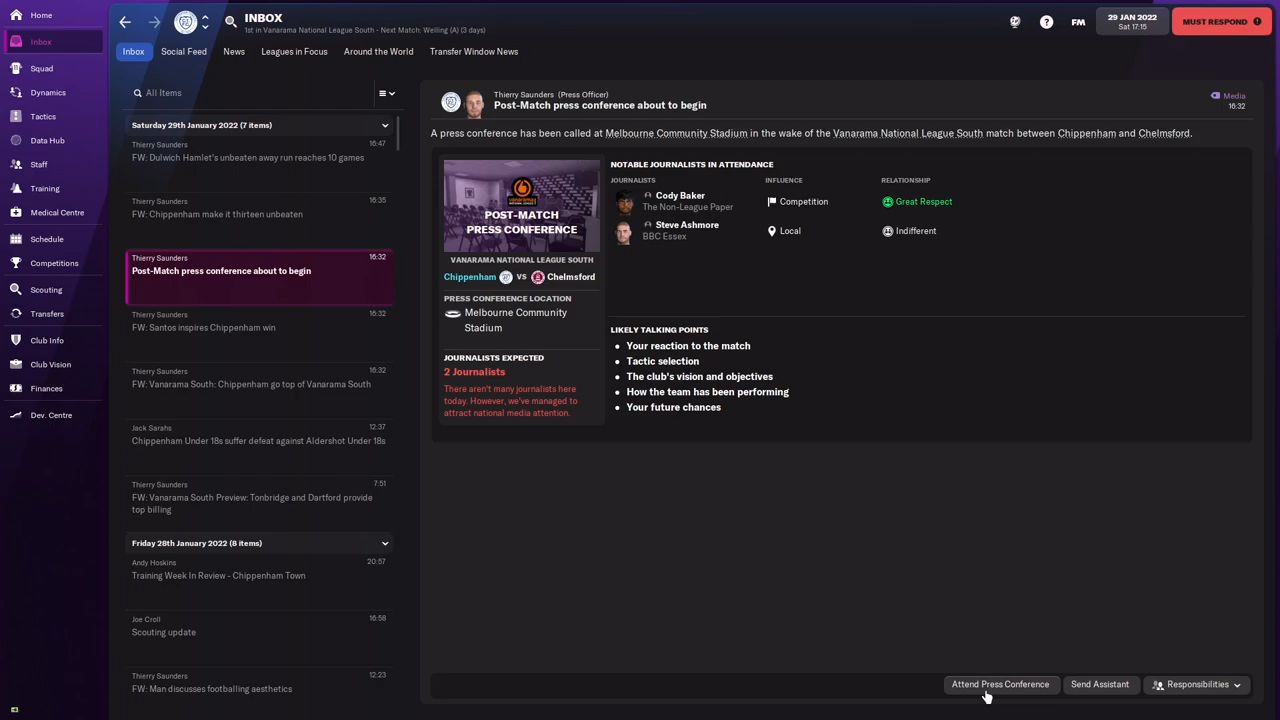 INBOX
1st in Vanarama National League South - Next Match: Welling (A) (3 days)
FM
29 JAN 2022
Sat 17:15
MUST RESPOND
Home
Inbox
Squad
Dynamics
Tactics
Data Hub
Staff
Training
Medical Centre
Schedule
Competitions
Scouting
Transfers
Club Info
Club Vision
Finances
Dev. Centre
Inbox
Social Feed
News
Leagues in Focus
Around the World
Transfer Window News
All Items
Saturday 29th January 2022 (7 items)
Thierry Saunders 16:47
FW: Dulwich Hamlet's unbeaten away run reaches 10 games
Thierry Saunders 16:35
FW: Chippenham make it thirteen unbeaten
Thierry Saunders 16:32
Post-Match press conference about to begin
Thierry Saunders 16:32
FW: Santos inspires Chippenham win
Thierry Saunders 16:32
FW: Vanarama South: Chippenham go top of Vanarama South
Jack Sarahs 12:37
Chippenham Under 18s suffer defeat against Aldershot Under 18s
Thierry Saunders 7:51
FW: Vanarama South Preview: Tonbridge and Dartford provide
top billing
Friday 28th January 2022 (8 items)
Andy Hoskins 20:57
Training Week In Review - Chippenham Town
Joe Croll 16:58
Scouting update
Thierry Saunders 12:23
FW: Man discusses footballing aesthetics
Thierry Saunders (Press Officer)
Post-Match press conference about to begin
Media
16:32
A press conference has been called at Melbourne Community Stadium in the wake of the Vanarama National League South match between Chippenham and Chelmsford.
POST-MATCH
PRESS CONFERENCE
VANARAMA NATIONAL LEAGUE SOUTH
Chippenham VS Chelmsford
PRESS CONFERENCE LOCATION
Melbourne Community
Stadium
JOURNALISTS EXPECTED
2 Journalists
There aren't many journalists here
today. However, we've managed to
attract national media attention.
NOTABLE JOURNALISTS IN ATTENDANCE
JOURNALISTS INFLUENCE RELATIONSHIP
Cody Baker
The Non-League Paper
Competition
Great Respect
Steve Ashmore
BBC Essex
Local
Indifferent
LIKELY TALKING POINTS
• Your reaction to the match
• Tactic selection
• The club's vision and objectives
• How the team has been performing
• Your future chances
Attend Press Conference
Send Assistant
Responsibilities